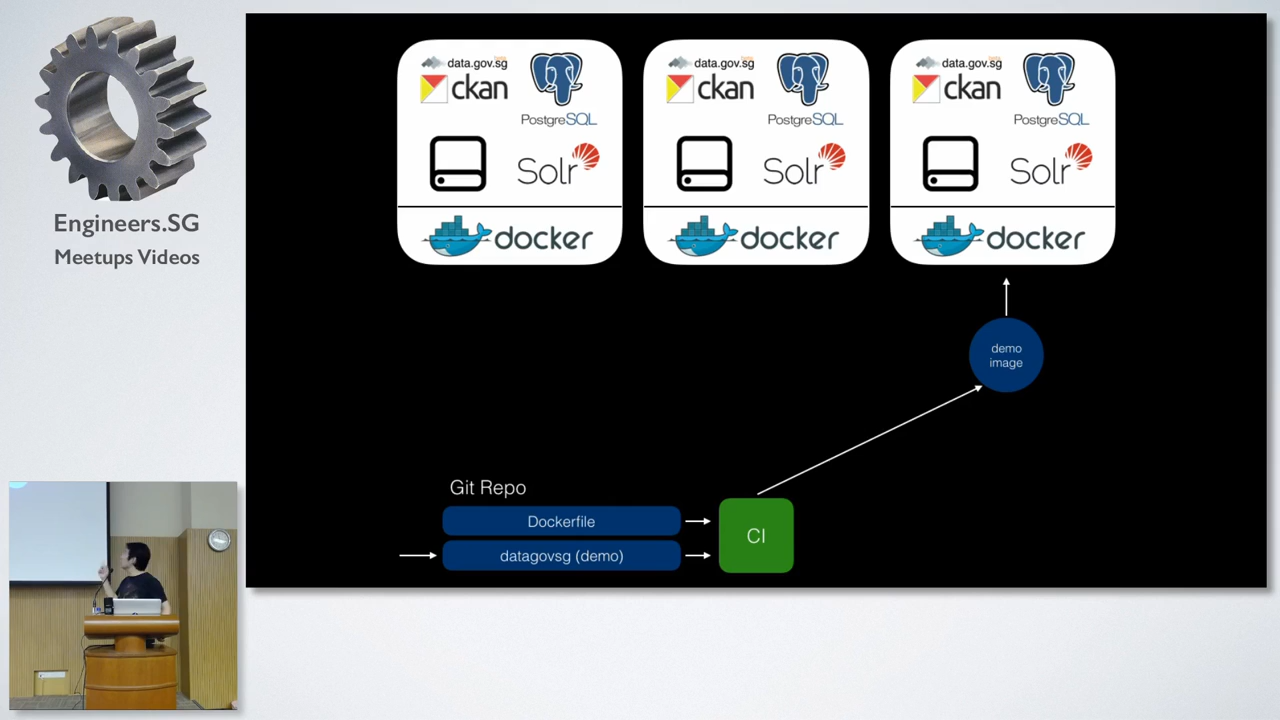 Engineers.SG
Meetups Videos
data.gov.sg
ckan
PostgreSQL
Solr
docker
data.gov.sg
ckan
PostgreSQL
Solr
docker
data.gov.sg
ckan
PostgreSQL
Solr
docker
demo
image
Git Repo
Dockerfile
datagovsg (demo)
CI